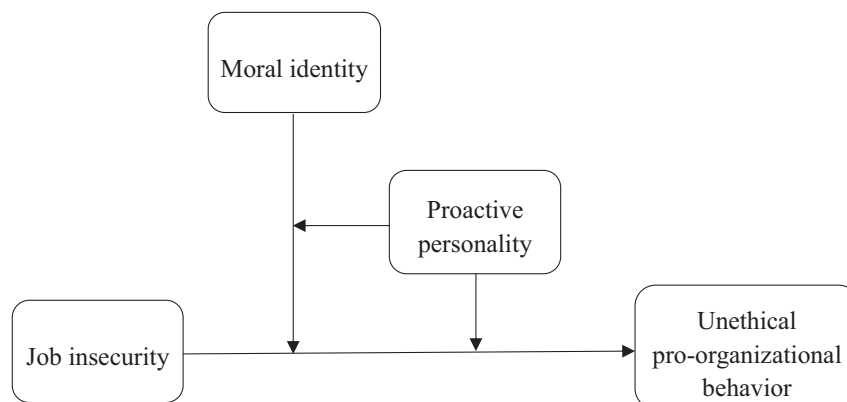 Moral identity
Proactive
personality
Job insecurity
Unethical
pro-organizational
behavior